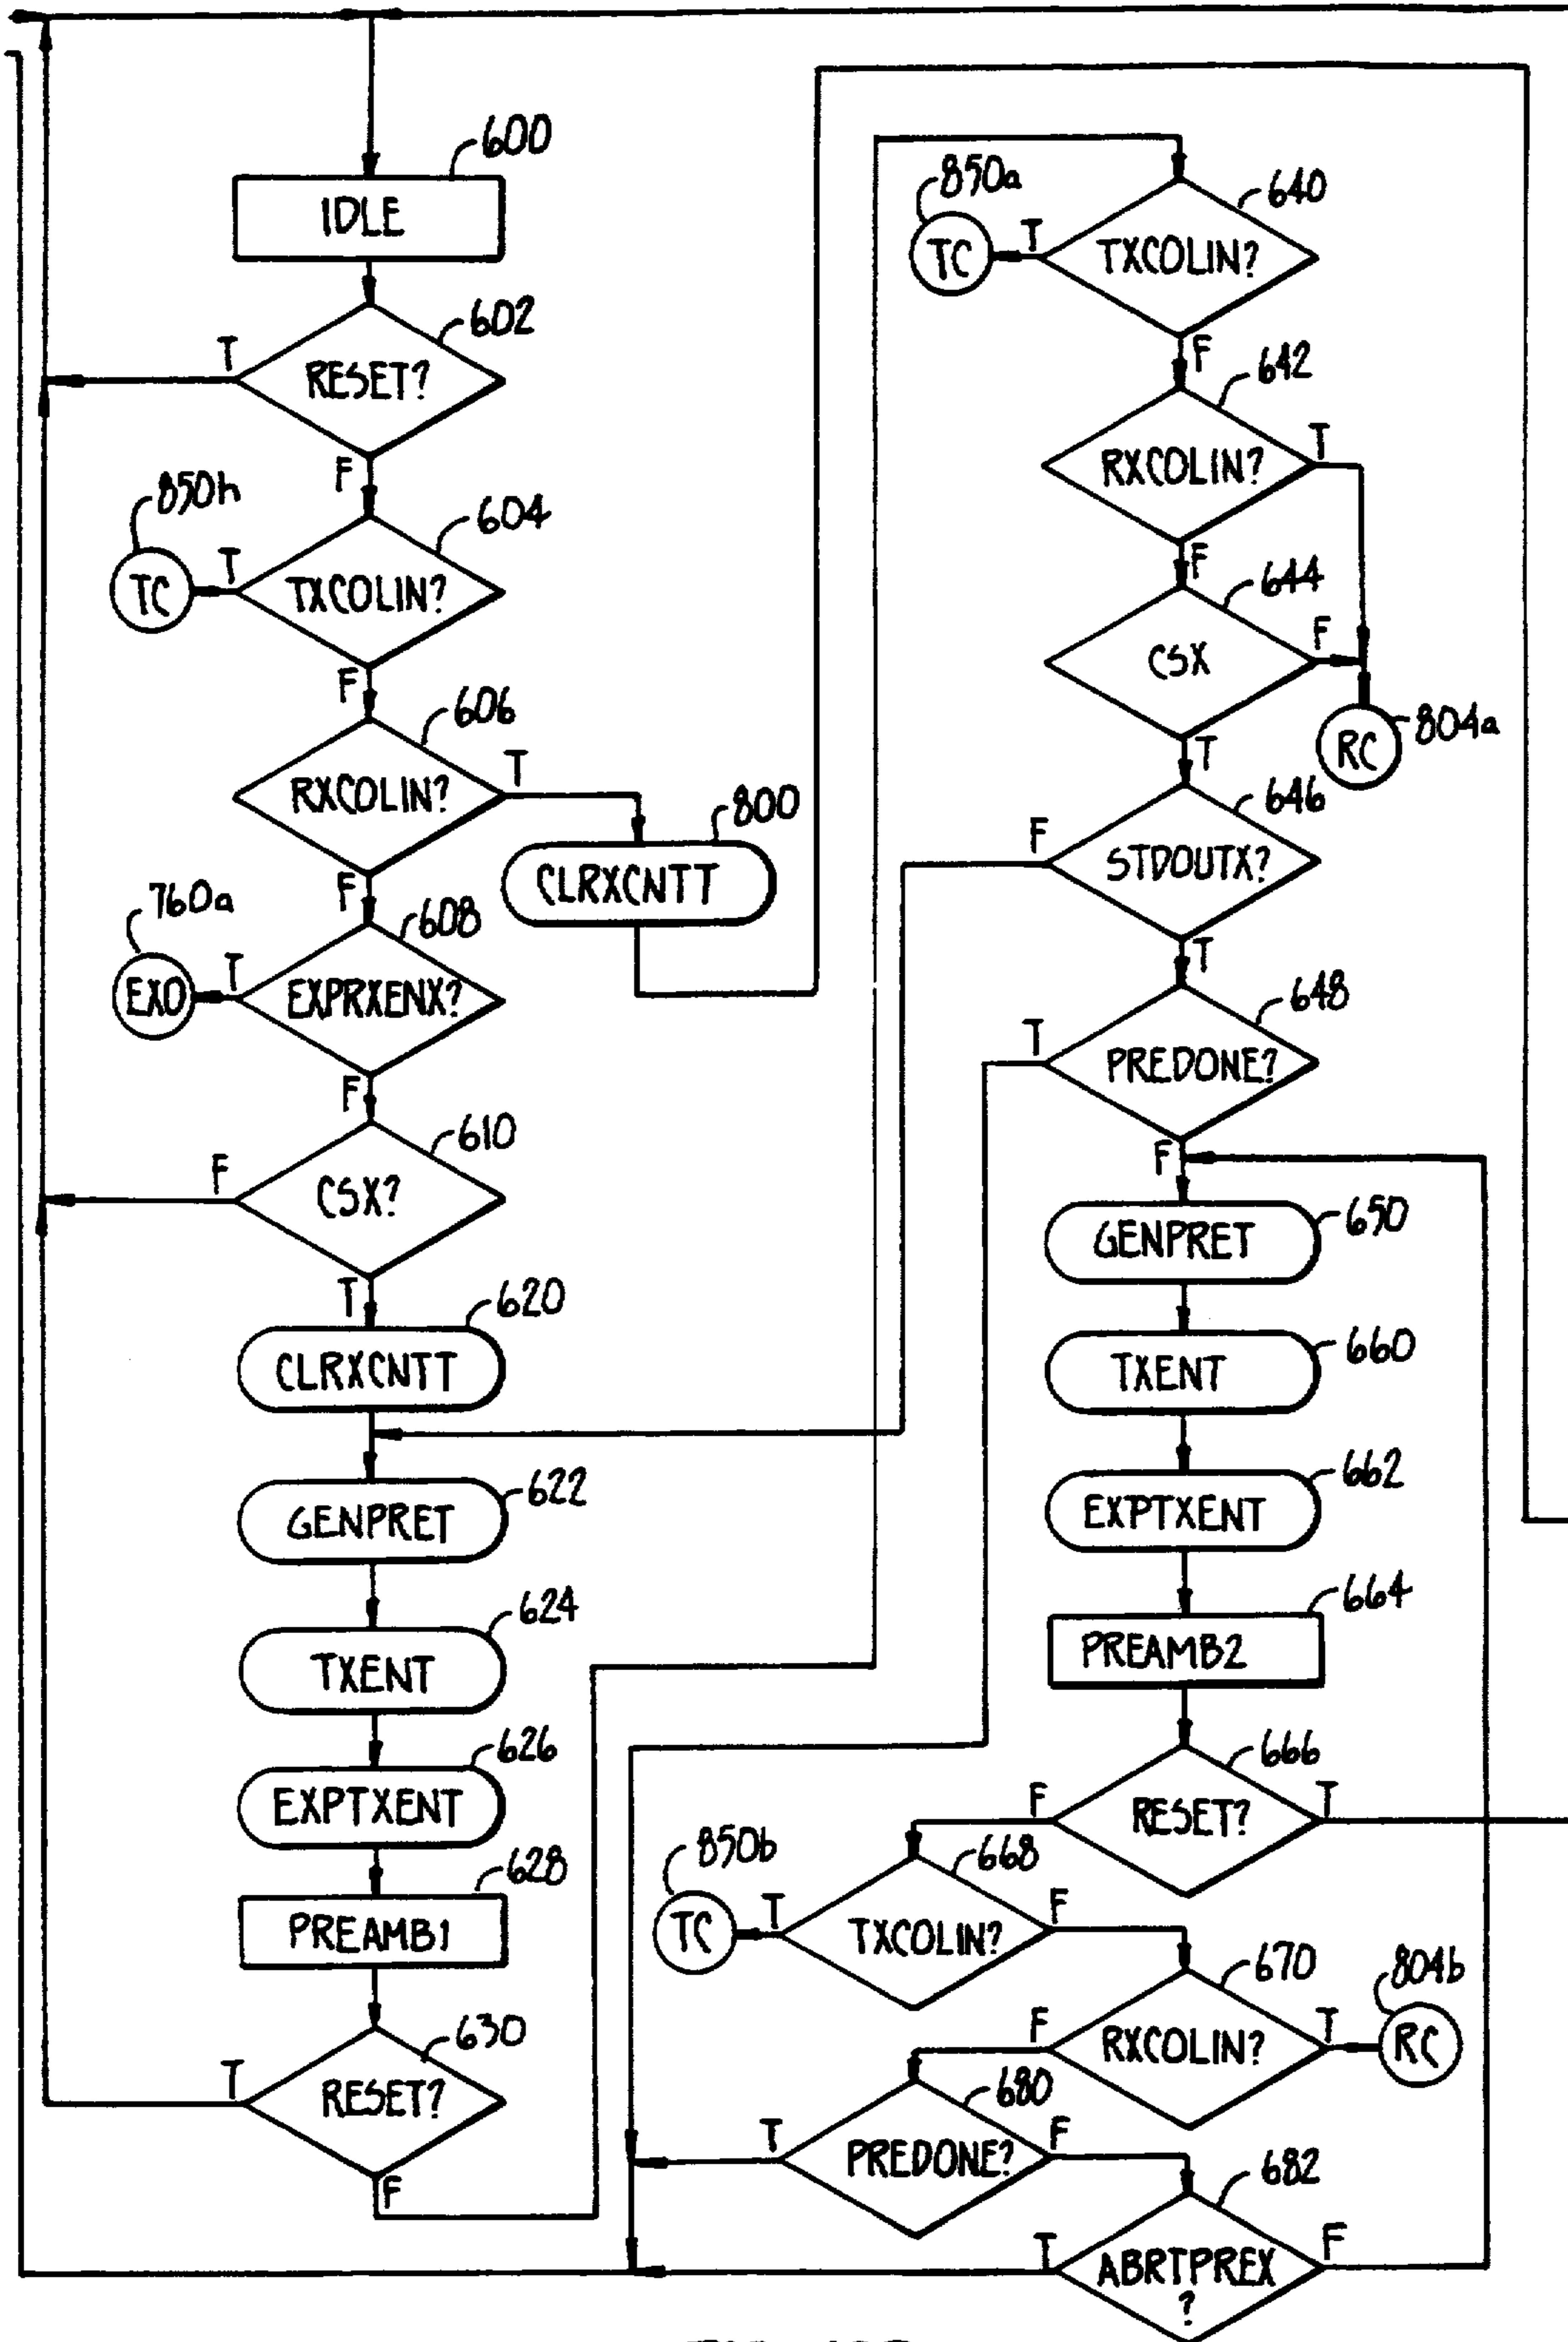 600
IDLE
602
RESET?
T
F
850h
TC
T
604
TXCOLIN?
F
606
RXCOLIN?
T
F
800
CLRXCNTT
760a
EXO
T
608
EXPRXENX?
F
610
CSX?
F
T
620
CLRXCNTT
622
GENPRET
624
TXENT
626
EXPTXENT
628
PREAMB1
630
RESET?
T
F
850a
TC
T
640
TXCOLIN?
F
642
RXCOLIN?
T
F
644
CSX
F
T
804a
RC
646
STDOUTX?
F
T
648
PREDONE?
T
F
650
GENPRET
660
TXENT
662
EXPTXENT
664
PREAMB2
666
RESET?
F
T
850b
TC
T
668
TXCOLIN?
F
670
RXCOLIN?
F
T
804b
RC
680
PREDONE?
T
F
682
ABRTPREX
?
T
F